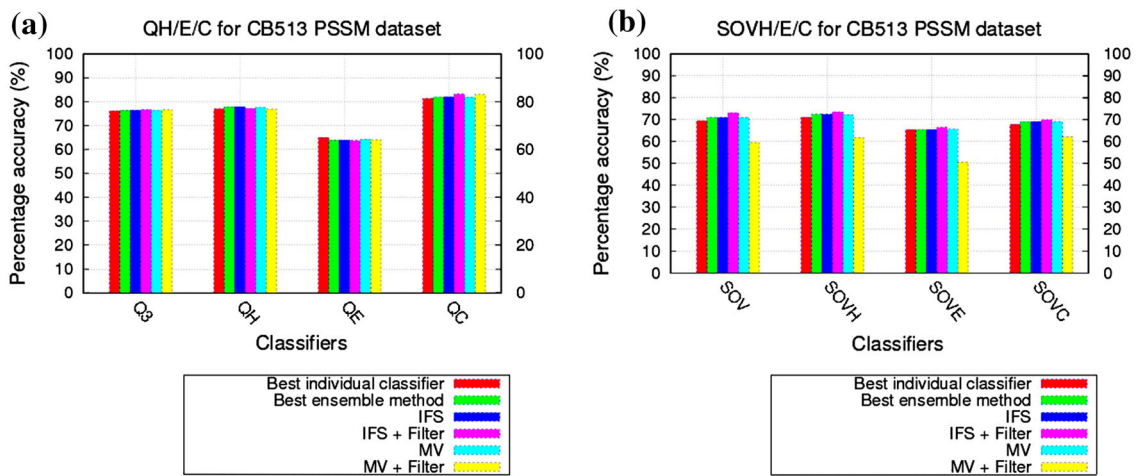 (a)
QH/E/C for CB513 PSSM dataset
Percentage accuracy (%)
100 100
90
80 80
70
60 60
50
40 40
30
20 20
10
0 0
Q3 QH QE QC
Classifiers
Best individual classifier
Best ensemble method
IFS
IFS + Filter
MV
MV + Filter
(b)
SOVH/E/C for CB513 PSSM dataset
Percentage accuracy (%)
100 100
90 90
80 80
70 70
60 60
50 50
40 40
30 30
20 20
10 10
0 0
SOV SOVH SOVE SOVC
Classifiers
Best individual classifier
Best ensemble method
IFS
IFS + Filter
MV
MV + Filter